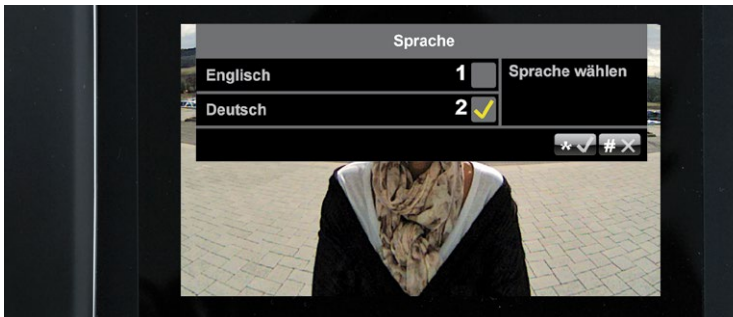 Sprache
Englisch 1
Sprache wählen
Deutsch 2
* #